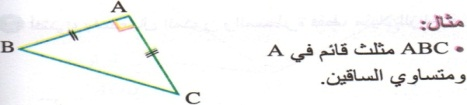 مثال:
• ABC مثلث قائم في A
ومتساوي الساقين.
A
B
C